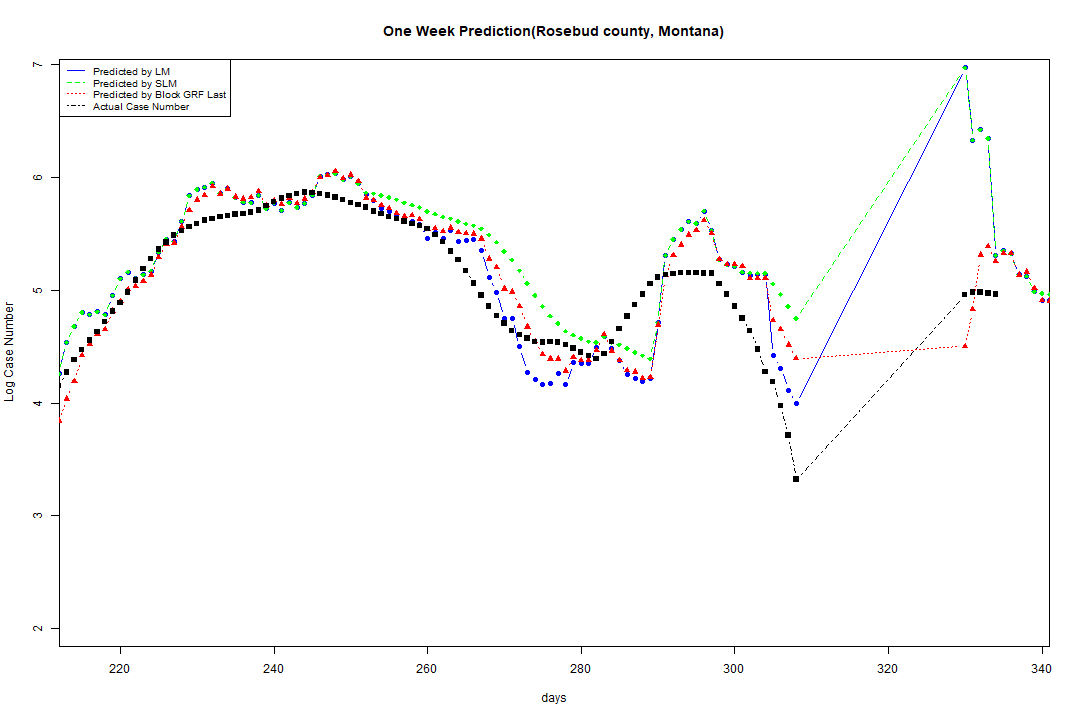 One Week Prediction(Rosebud county, Montana)
Predicted by LM
Predicted by SLM
Predicted by Block GRF Last
Actual Case Number
7
6
5
4
3
2
Log Case Number
220 240 260 280 300 320 340
days